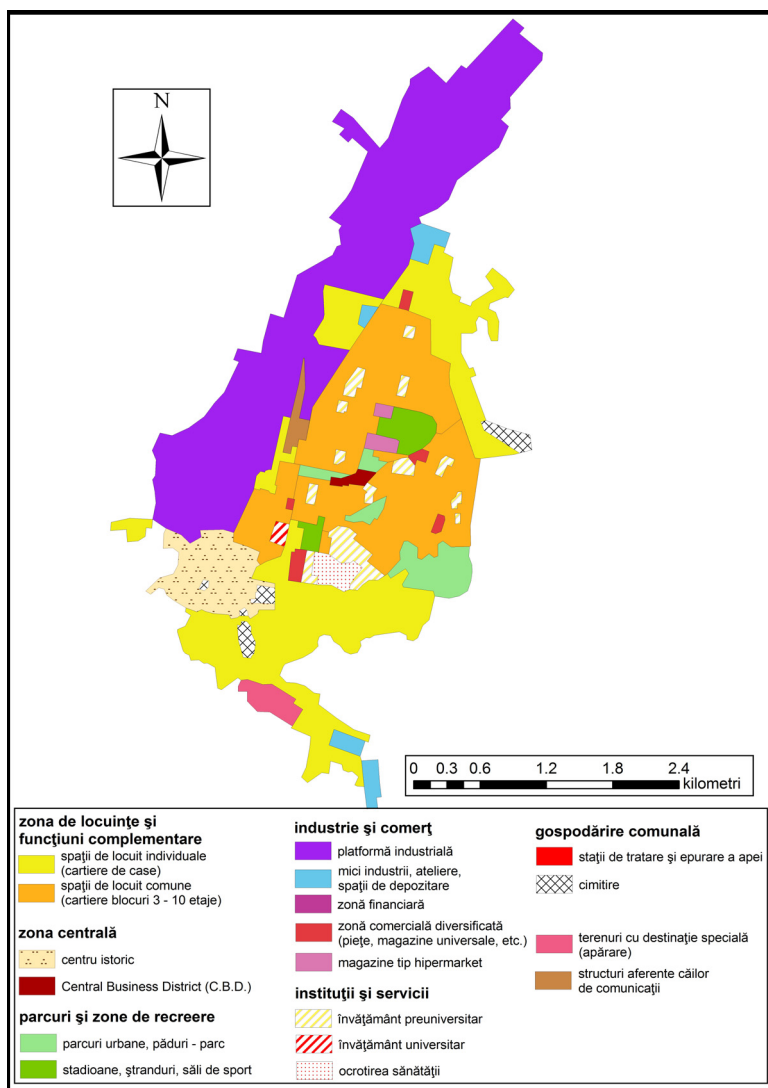 N
0 0.3 0.6 1.2 1.8 2.4
kilometri
zona de locuinţe şi
funcţiuni complementare
spaţii de locuit individuale
(cartiere de case)
spaţii de locuit comune
(cartiere blocuri 3 - 10 etaje)
zona centrală
centru istoric
Central Business District (C.B.D.)
parcuri şi zone de recreere
parcuri urbane, păduri - parc
stadioane, ştranduri, săli de sport
industrie şi comerţ
platformă industrială
mici industrii, ateliere,
spaţii de depozitare
zonă financiară
zonă comercială diversificată
(pieţe, magazine universale, etc.)
magazine tip hipermarket
instituţii şi servicii
învăţământ preuniversitar
învăţământ universitar
ocrotirea sănătăţii
gospodărire comunală
staţii de tratare şi epurare a apei
cimitire
terenuri cu destinaţie specială
(apărare)
structuri aferente căilor
de comunicaţii